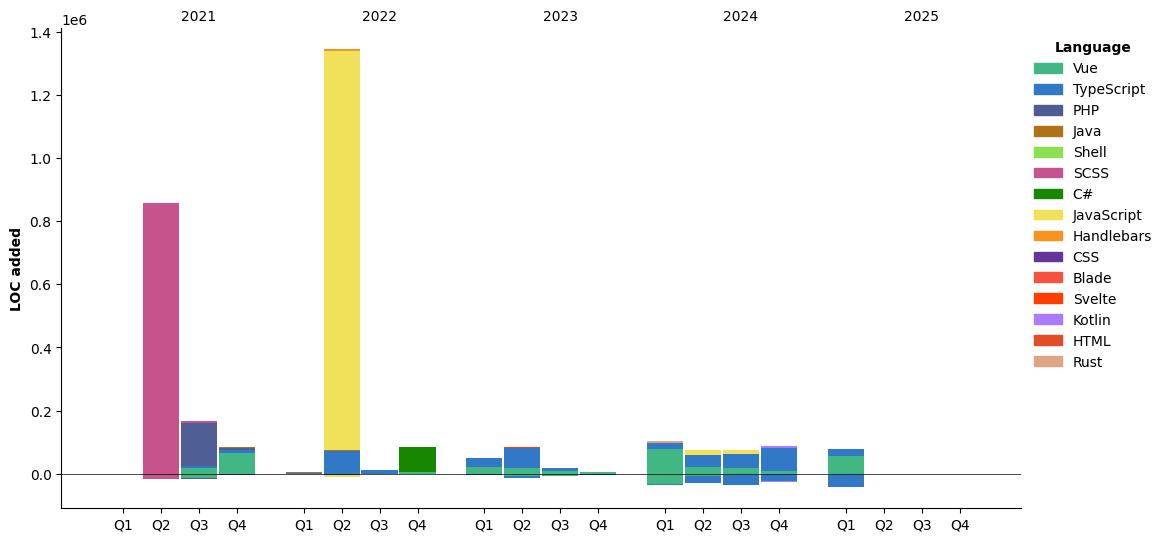 2021 2022 2023 2024 2025
1e6
1.4
1.2
1.0
0.8
0.6
0.4
0.2
0.0
LOC added
Q1 Q2 Q3 Q4 Q1 Q2 Q3 Q4 Q1 Q2 Q3 Q4 Q1 Q2 Q3 Q4 Q1 Q2 Q3 Q4
Language
Vue
TypeScript
PHP
Java
Shell
SCSS
C#
JavaScript
Handlebars
CSS
Blade
Svelte
Kotlin
HTML
Rust